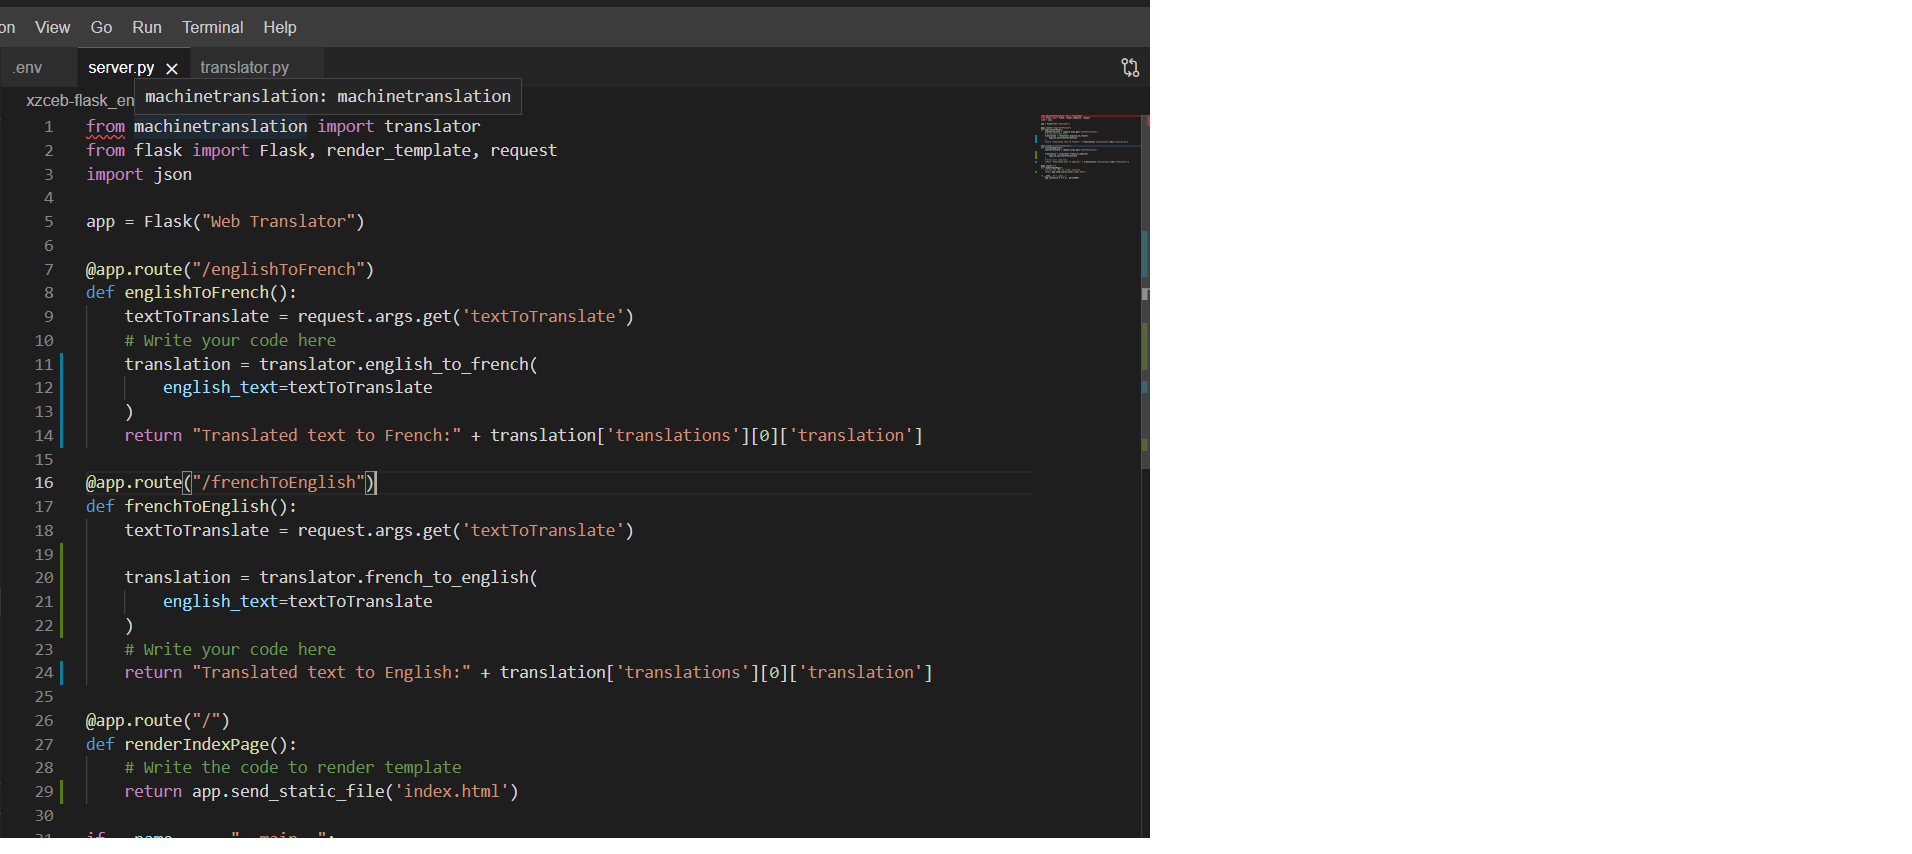 on View Go Run Terminal Help
.env server.py translator.py
xzceb-flask_en
machinetranslation: machinetranslation
1 from machinetranslation import translator
2 from flask import Flask, render_template, request
3 import json
4
5 app = Flask("Web Translator")
6
7 @app.route("/englishToFrench")
8 def englishToFrench():
9     textToTranslate = request.args.get('textToTranslate')
10     # Write your code here
11     translation = translator.english_to_french(
12         english_text=textToTranslate
13     )
14     return "Translated text to French:" + translation['translations'][0]['translation']
15
16 @app.route("/frenchToEnglish")
17 def frenchToEnglish():
18     textToTranslate = request.args.get('textToTranslate')
19
20     translation = translator.french_to_english(
21         english_text=textToTranslate
22     )
23     # Write your code here
24     return "Translated text to English:" + translation['translations'][0]['translation']
25
26 @app.route("/")
27 def renderIndexPage():
28     # Write the code to render template
29     return app.send_static_file('index.html')
30